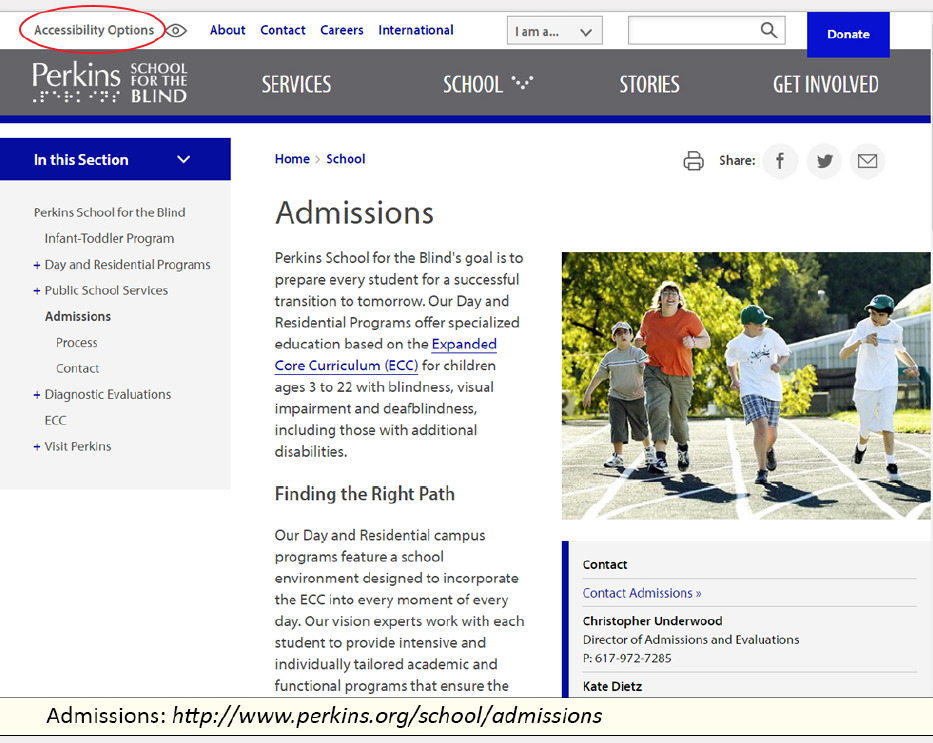 Accessibility Options
About Contact Careers International
I am a...
Donate
Perkins SCHOOL FOR THE BLIND
SERVICES SCHOOL STORIES GET INVOLVED
In this Section
Perkins School for the Blind
Infant-Toddler Program
+ Day and Residential Programs
+ Public School Services
Admissions
Process
Contact
+ Diagnostic Evaluations
ECC
+ Visit Perkins
Home > School
Share:
Admissions
Perkins School for the Blind's goal is to
prepare every student for a successful
transition to tomorrow. Our Day and
Residential Programs offer specialized
education based on the Expanded
Core Curriculum (ECC) for children
ages 3 to 22 with blindness, visual
impairment and deafblindness,
including those with additional
disabilities.
Finding the Right Path
Our Day and Residential campus
programs feature a school
environment designed to incorporate
the ECC into every moment of every
day. Our vision experts work with each
student to provide intensive and
individually tailored academic and
functional programs that ensure the
Contact
Contact Admissions »
Christopher Underwood
Director of Admissions and Evaluations
P: 617-972-7285
Kate Dietz
Admissions: http://www.perkins.org/school/admissions